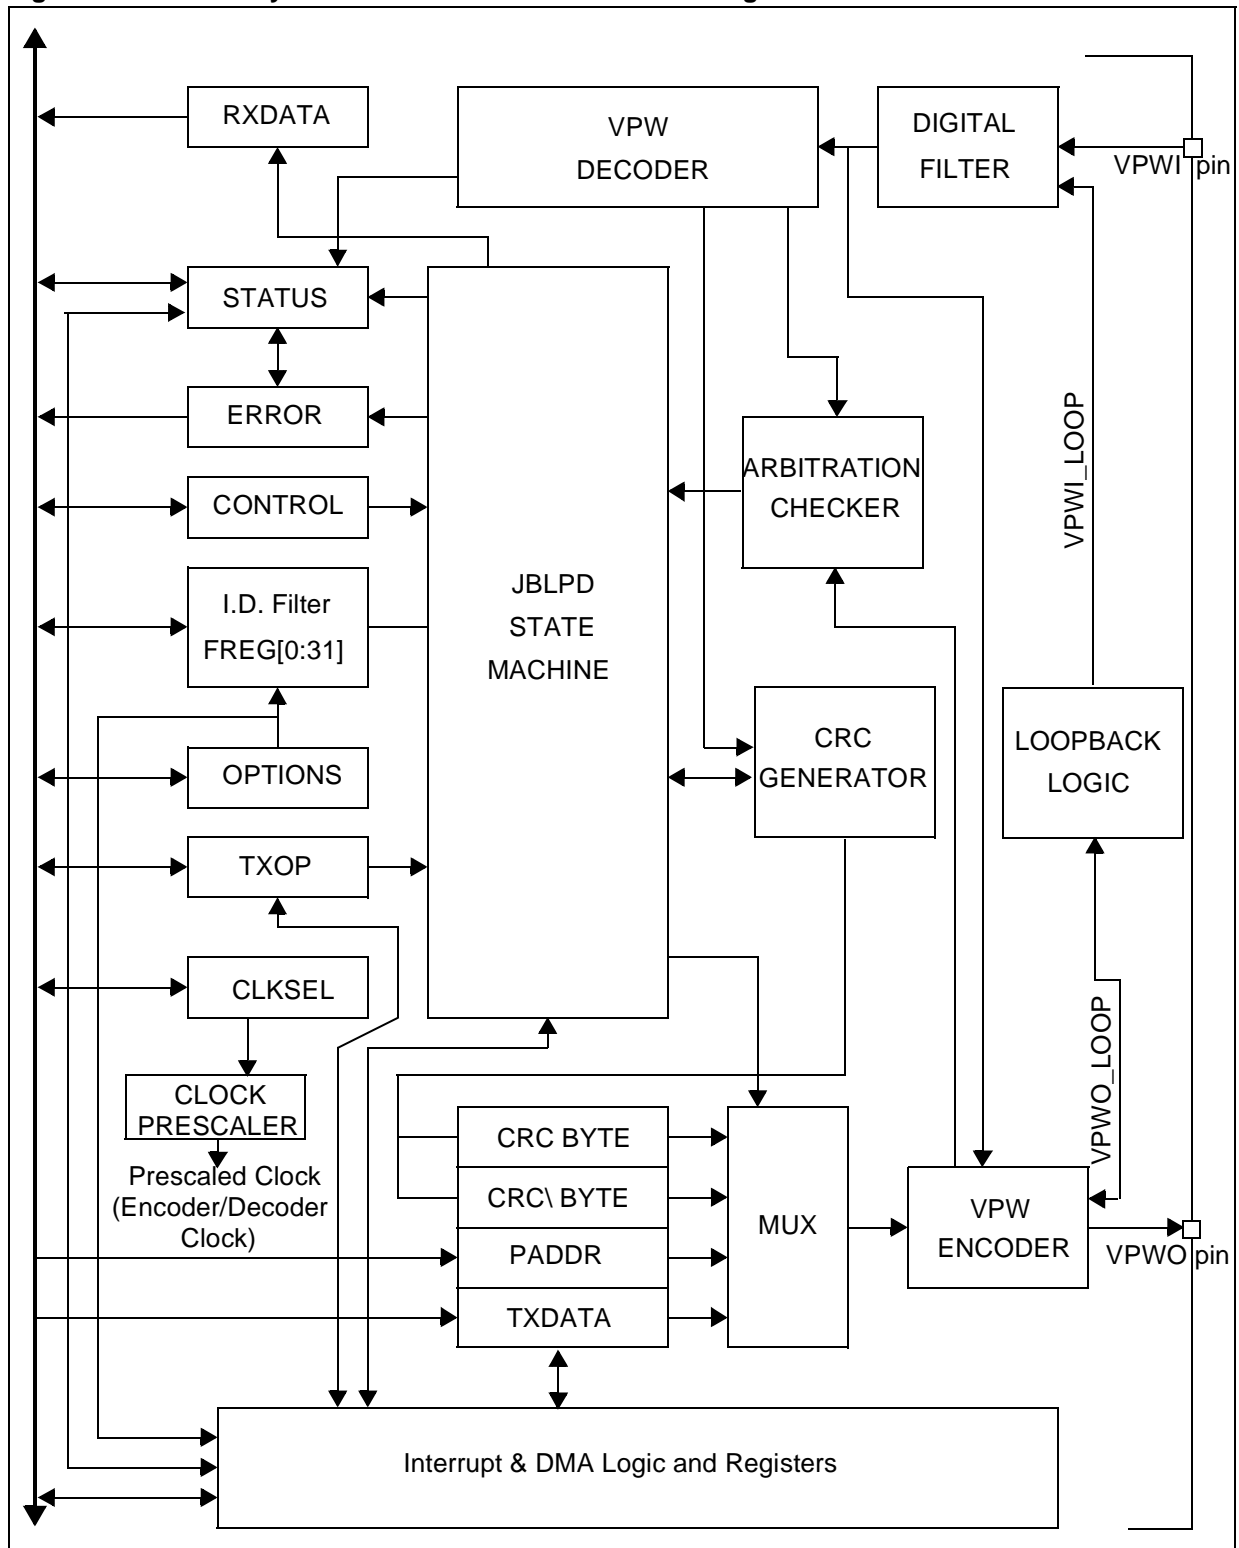 RXDATA
VPW
DECODER
DIGITAL
FILTER
VPWI pin
STATUS
ERROR
CONTROL
I.D. Filter
FREG[0:31]
OPTIONS
TXOP
CLKSEL
CLOCK
PRESCALER
Prescaled Clock
(Encoder/Decoder
Clock)
JBLPD
STATE
MACHINE
ARBITRATION
CHECKER
CRC
GENERATOR
VPWI_LOOP
LOOPBACK
LOGIC
VPWO_LOOP
CRC BYTE
CRC\ BYTE
PADDR
TXDATA
MUX
VPW
ENCODER
VPWO pin
Interrupt & DMA Logic and Registers